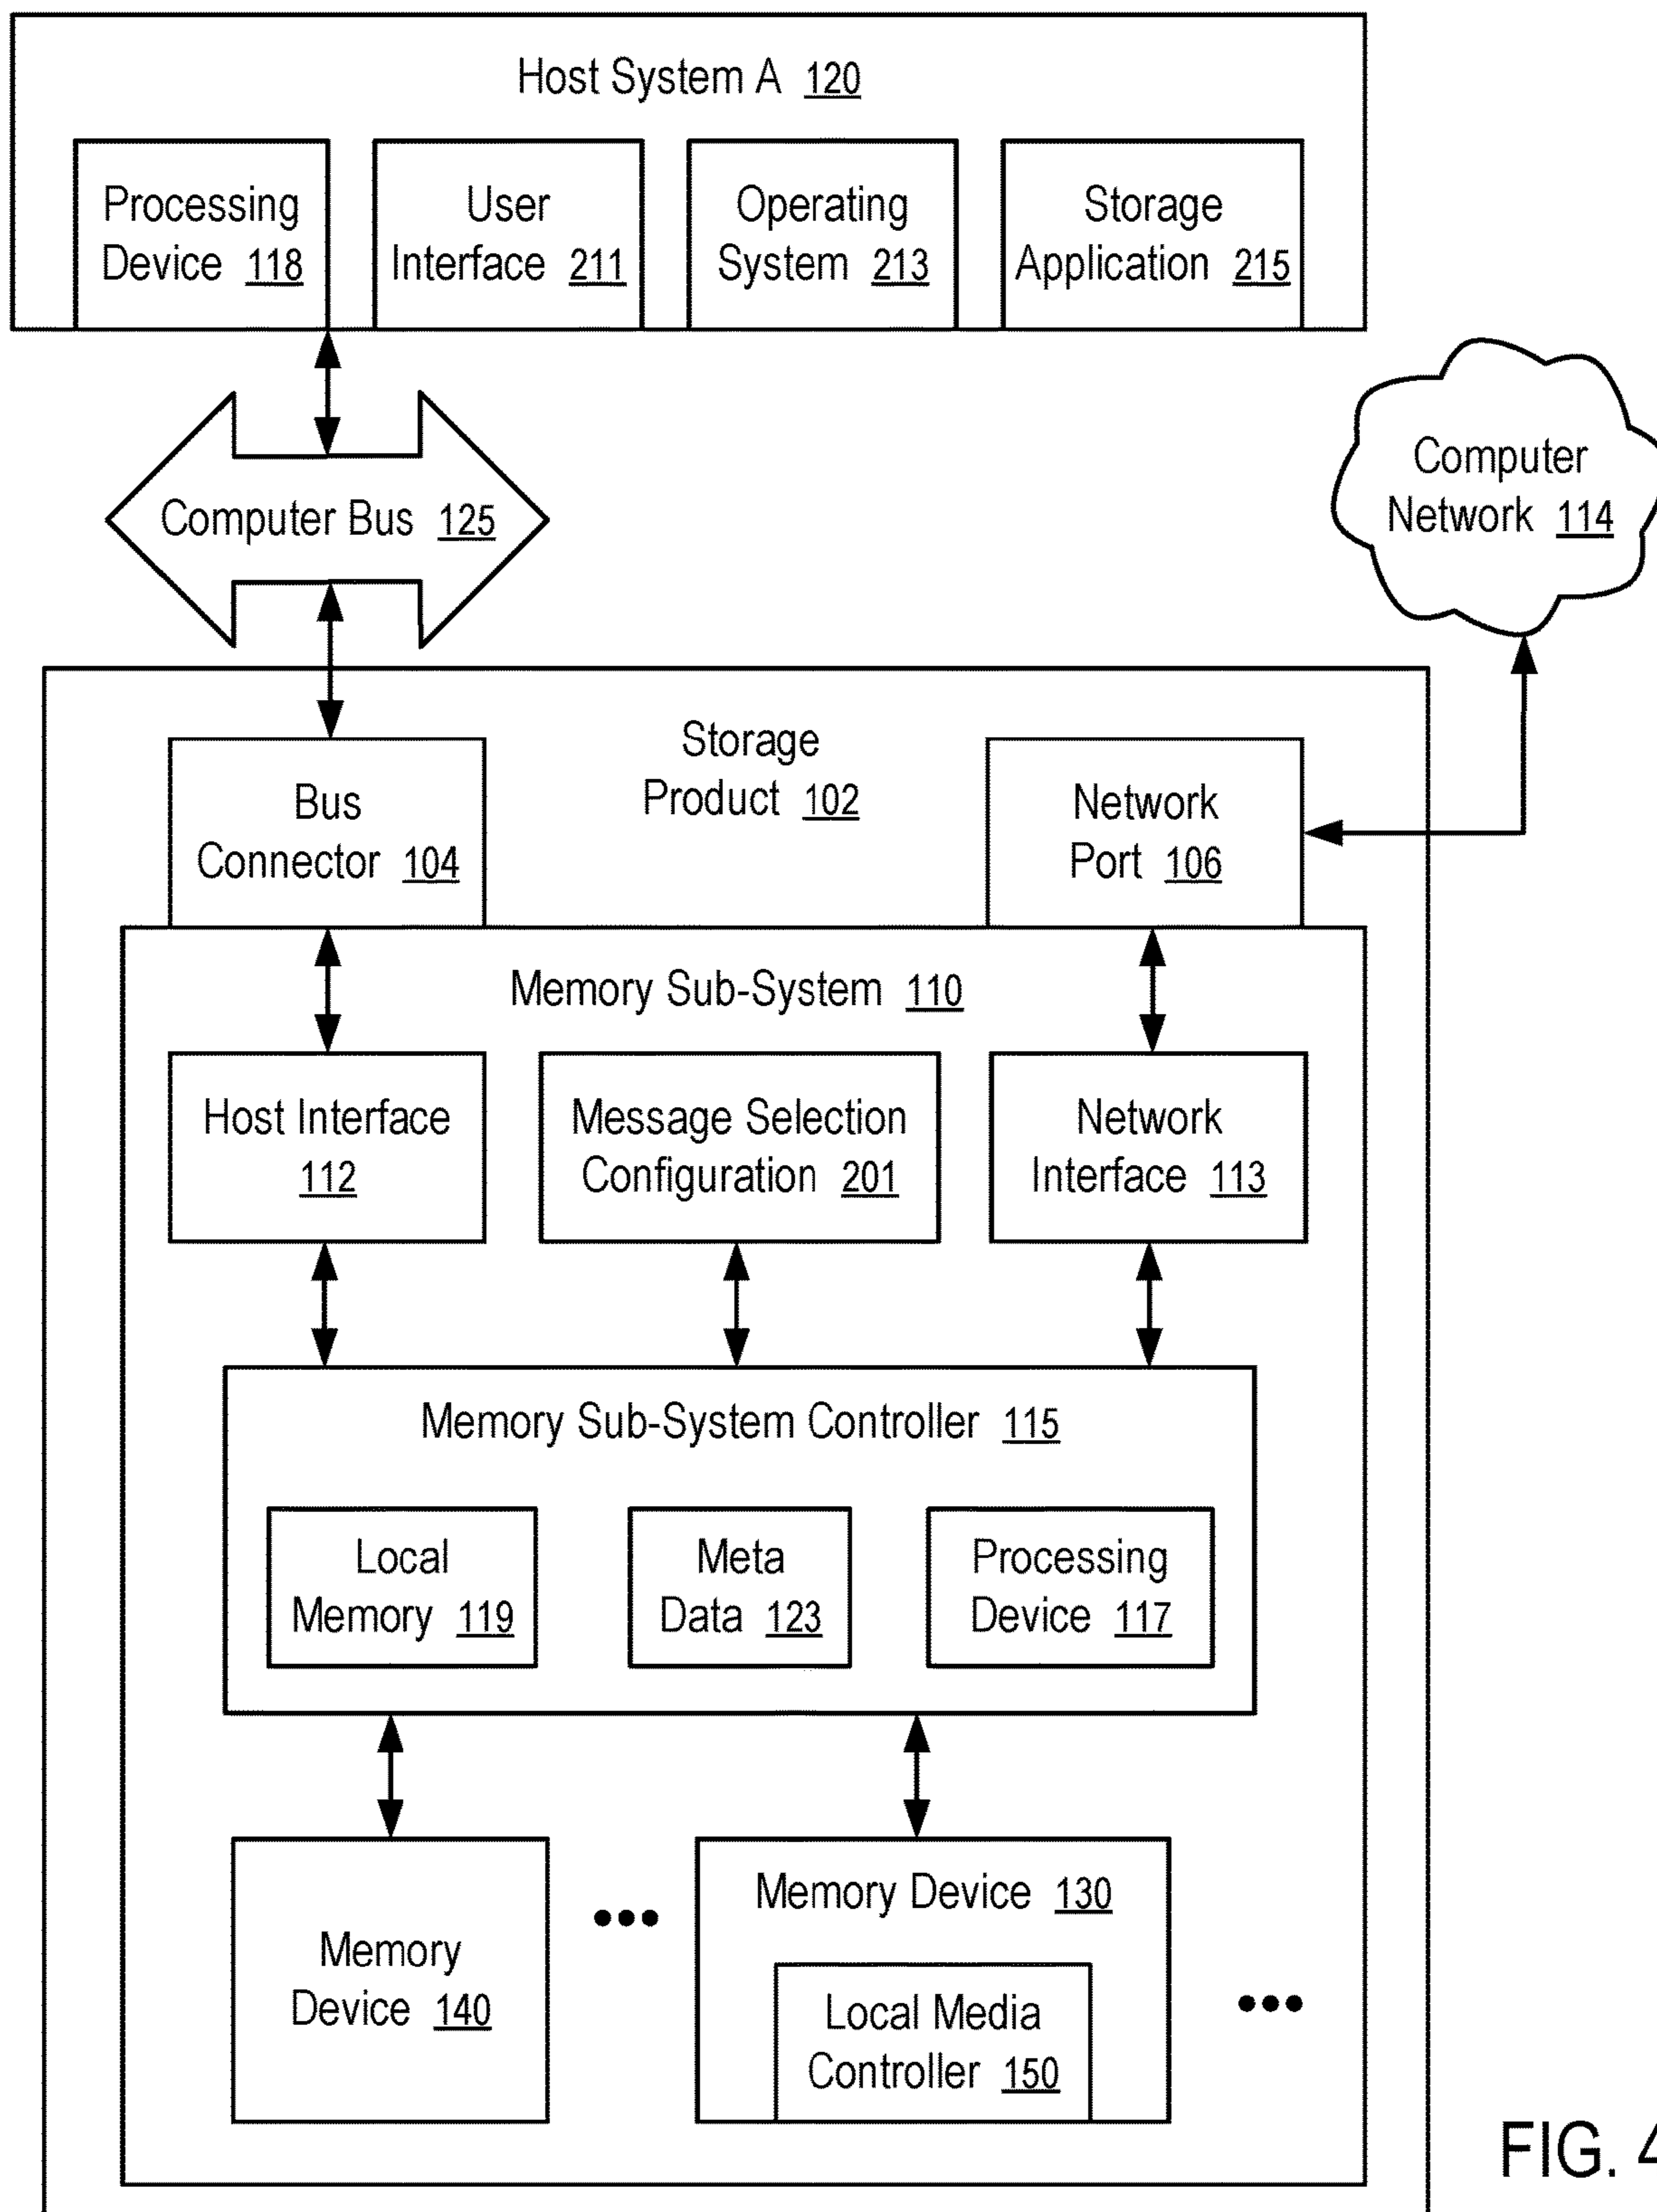 Host System A 120
Processing
Device 118
User
Interface 211
Operating
System 213
Storage
Application 215
Computer Bus 125
Computer
Network 114
Storage
Product 102
Bus
Connector 104
Network
Port 106
Memory Sub-System 110
Host Interface
112
Message Selection
Configuration 201
Network
Interface 113
Memory Sub-System Controller 115
Local
Memory 119
Meta
Data 123
Processing
Device 117
Memory
Device 140
Memory Device 130
Local Media
Controller 150
FIG. 4